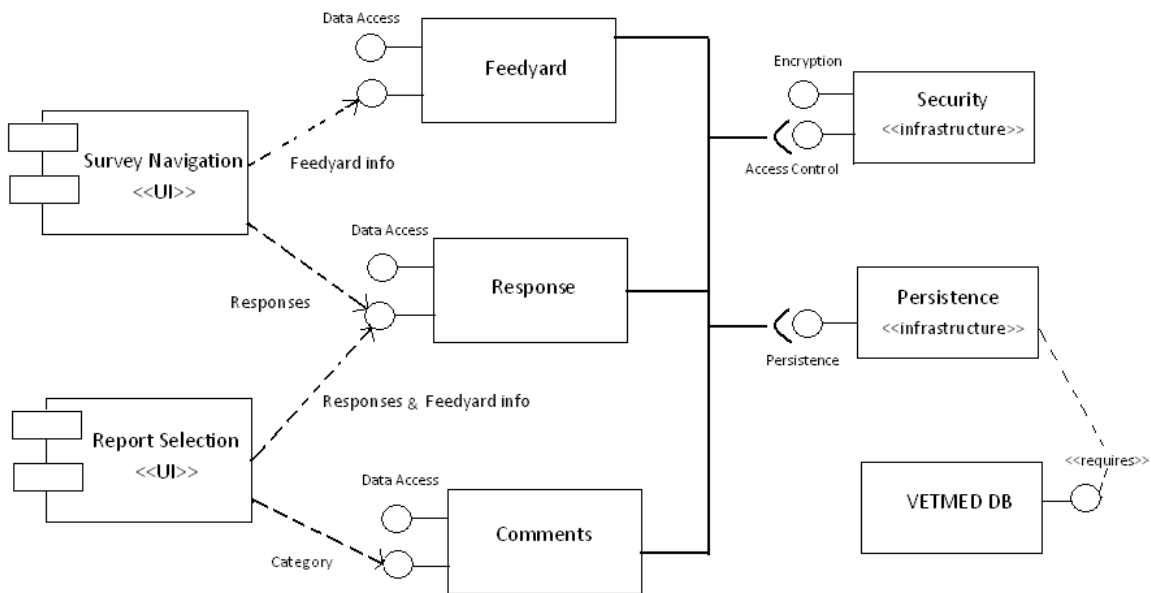 Data Access
Feedyard
Encryption
Security
<<infrastructure>>
Survey Navigation
<<UI>>
Feedyard info
Access Control
Data Access
Response
Responses
Persistence
<<infrastructure>>
Persistence
Responses & Feedyard info
Report Selection
<<UI>>
<<requires>>
Data Access
VETMED DB
Comments
Category